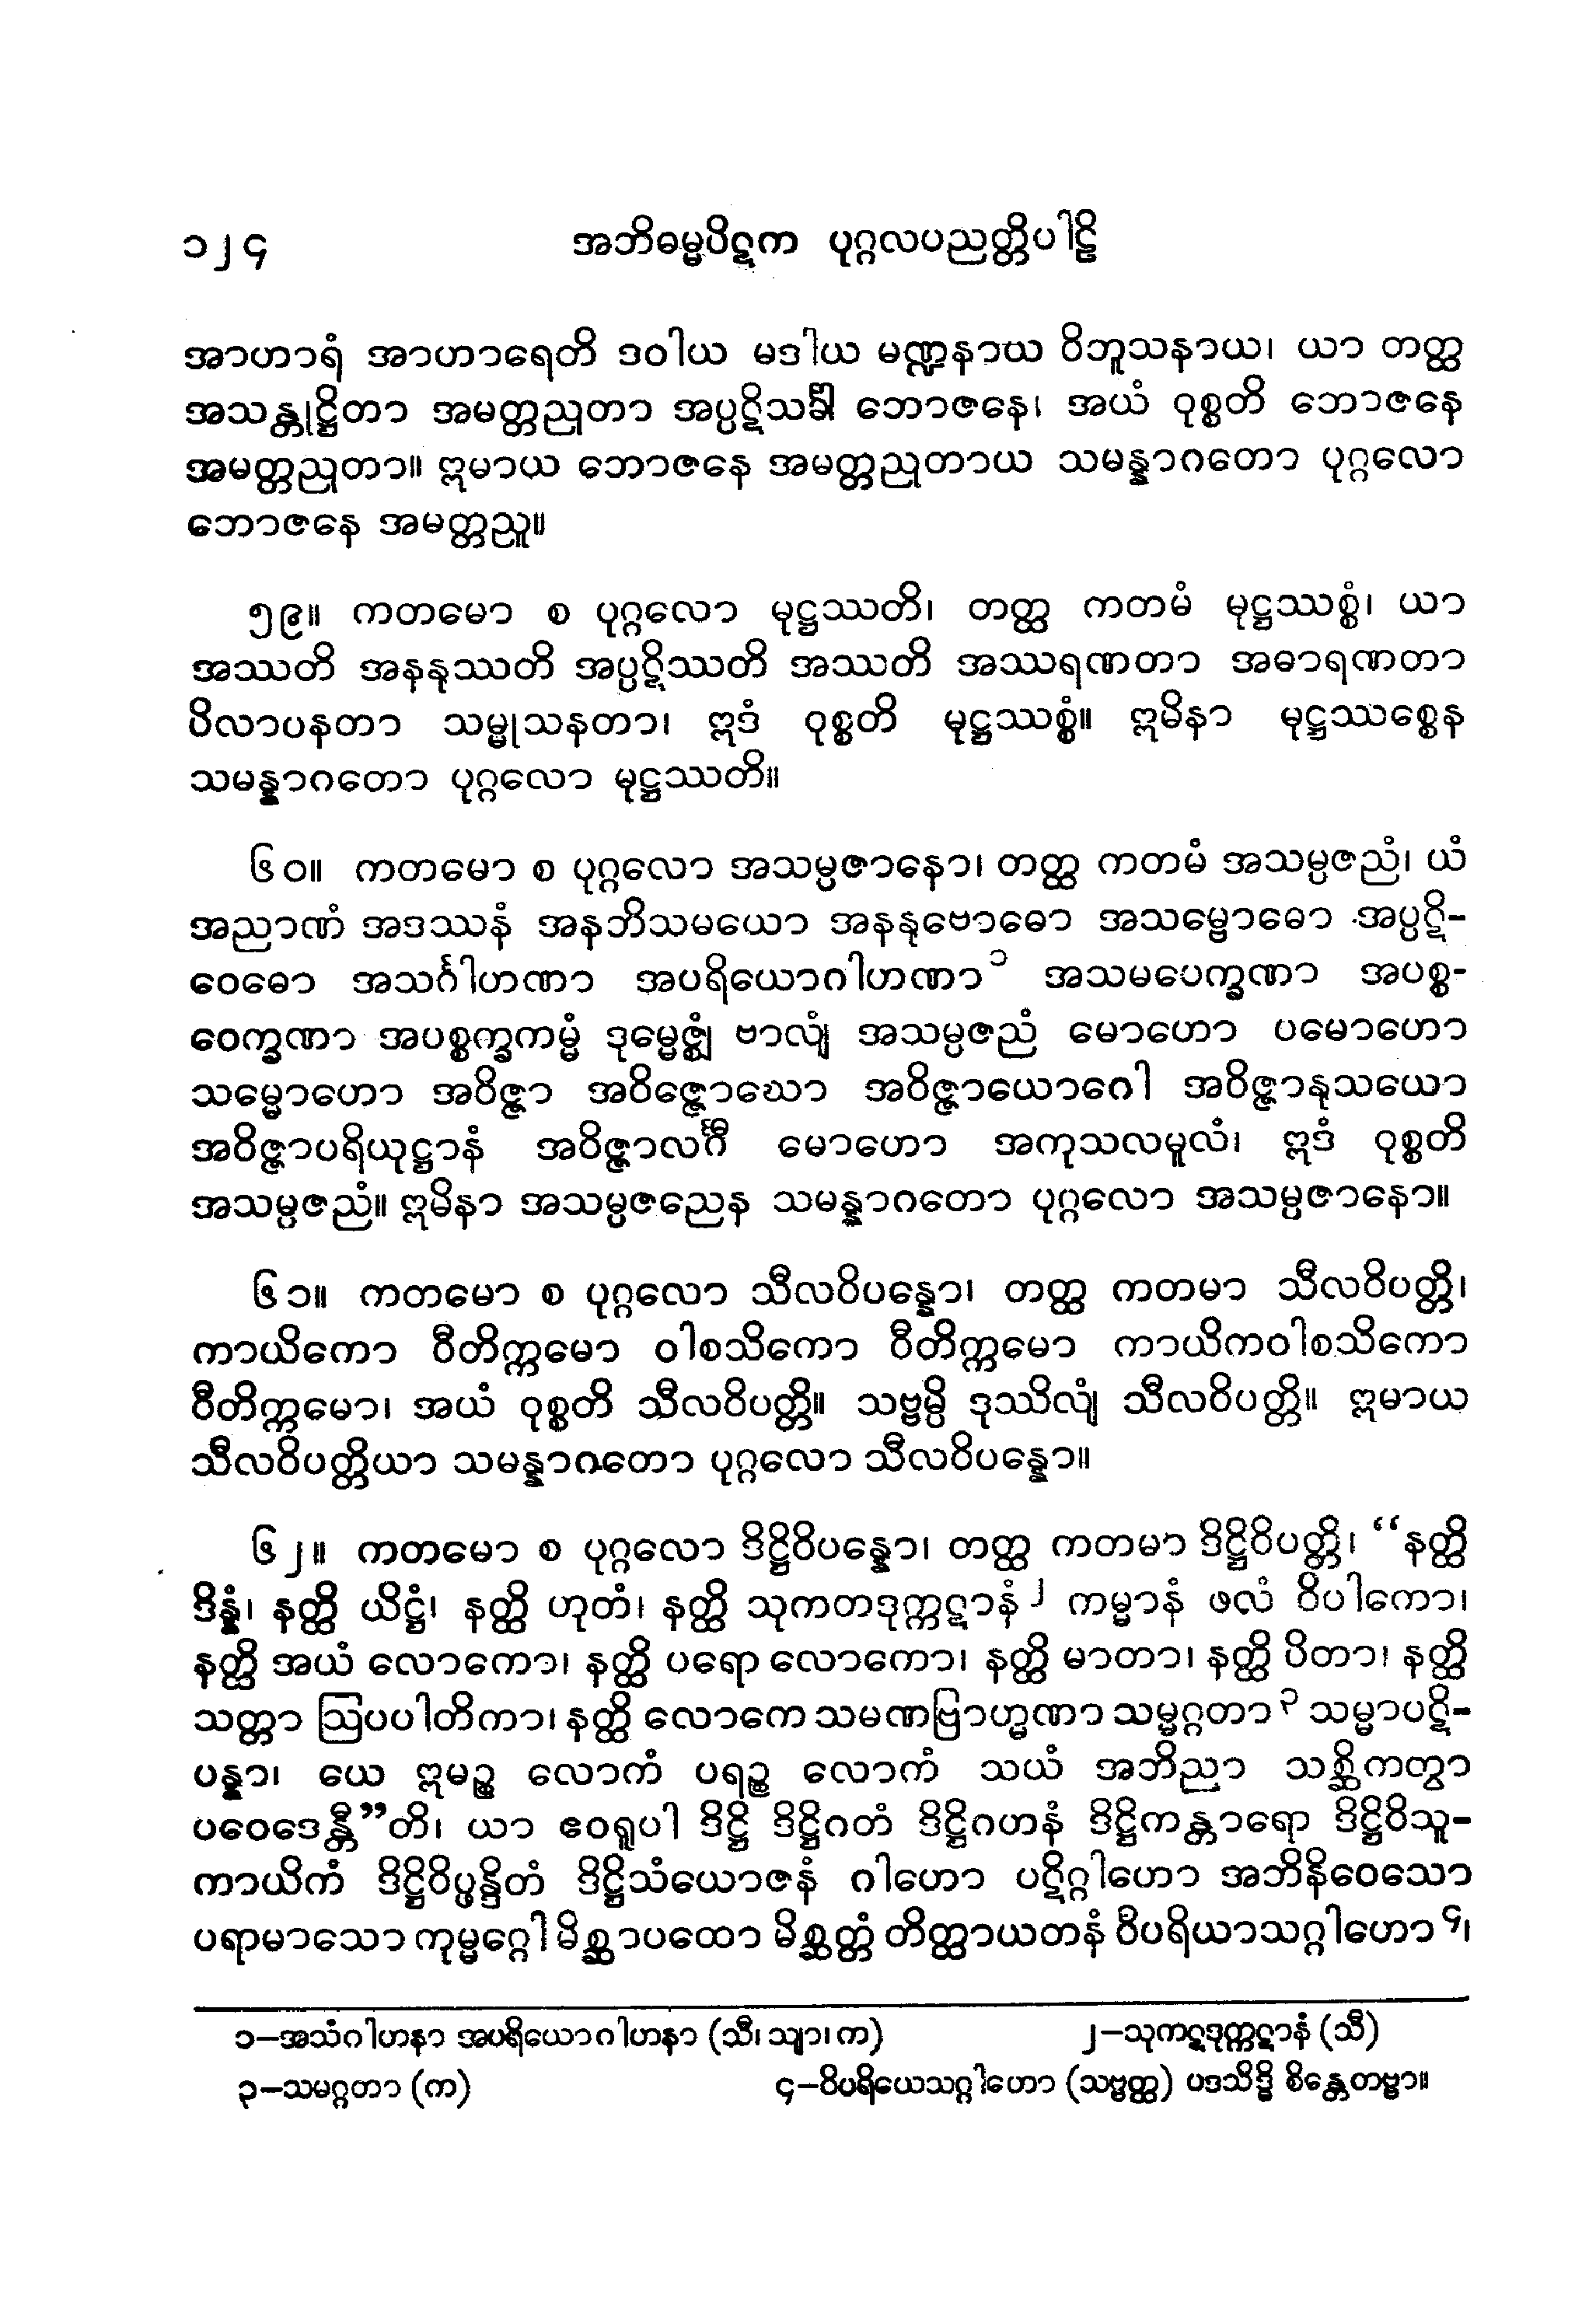 ၁၂၄ အဘိဓမ္မပိဋက ပုဂ္ဂလပညတ္တိပါဠိ
အာဟာရံ အာဟာရေတိ ဒဝါယ မဒါယ မဏ္ဍနာယ ဝိဘူသနာယ၊ ယာ တတ္ထ
အသန္တုဋ္ဌိတာ အမတ္တညုတာ အပ္ပဋိသင်္ခါ ဘောဇနေ၊ အယံ ဝုစ္စတိ ဘောဇနေ
အမတ္တညုတာ။ ဣမာယ ဘောဇနေ အမတ္တညုတာယ သမန္နာဂတော ပုဂ္ဂလော
ဘောဇနေ အမတ္တညူ။
၅၉။ ကတမော စ ပုဂ္ဂလော မုဋ္ဌဿတိ၊ တတ္ထ ကတမံ မုဋ္ဌဿစ္စံ၊ ယာ
အဿတိ အနနုဿတိ အပ္ပဋိဿတိ အဿတိ အဿရဏတာ အဓာရဏတာ
ပိလာပနတာ သမ္မုသနတာ၊ ဣဒံ ဝုစ္စတိ မုဋ္ဌဿစ္စံ။ ဣမိနာ မုဋ္ဌဿစ္စေန
သမန္နာဂတော ပုဂ္ဂလော မုဋ္ဌဿတိ။
၆၀။ ကတမော စ ပုဂ္ဂလော အသမ္ပဇာနော၊ တတ္ထ ကတမံ အသမ္ပဇညံ၊ ယံ
အညာဏံ အဒဿနံ အနဘိသမယော အနနုဗောဓော အသမ္ဗောဓော အပ္ပဋိ-
ဝေဓော အသင်္ဂါဟဏာ အပရိယောဂါဟဏာ၁ အသမပေက္ခဏာ အပစ္စ-
ဝေက္ခဏာ အပစ္စက္ခကမ္မံ ဒုမ္မေဇ္ဈံ ဗာလျံ အသမ္ပဇညံ မောဟော ပမောဟော
သမ္မောဟော အဝိဇ္ဇာ အဝိဇ္ဇောဃော အဝိဇ္ဇာယောဂေါ အဝိဇ္ဇာနုသယော
အဝိဇ္ဇာပရိယုဋ္ဌာနံ အဝိဇ္ဇာလင်္ဂီ မောဟော အကုသလမူလံ၊ ဣဒံ ဝုစ္စတိ
အသမ္ပဇညံ။ ဣမိနာ အသမ္ပဇညေန သမန္နာဂတော ပုဂ္ဂလော အသမ္ပဇာနော။
၆၁။ ကတမော စ ပုဂ္ဂလော သီလဝိပန္နော၊ တတ္ထ ကတမာ သီလဝိပတ္တိ၊
ကာယိကော ဝီတိက္ကမော ဝါစသိကော ဝီတိက္ကမော ကာယိကဝါစသိကော
ဝီတိက္ကမော၊ အယံ ဝုစ္စတိ သီလဝိပတ္တိ။ သဗ္ဗမ္ပိ ဒုဿိလျံ သီလဝိပတ္တိ။ ဣမာယ
သီလဝိပတ္တိယာ သမန္နာဂတော ပုဂ္ဂလော သီလဝိပန္နော။
၆၂။ ကတမော စ ပုဂ္ဂလော ဒိဋ္ဌိဝိပန္နော၊ တတ္ထ ကတမာ ဒိဋ္ဌိဝိပတ္တိ၊ “နတ္ထိ
ဒိန္နံ၊ နတ္ထိ ယိဋ္ဌံ၊ နတ္ထိ ဟုတံ၊ နတ္ထိ သုကတဒုက္ကဋာနံ၂ ကမ္မာနံ ဖလံ ဝိပါကော၊
နတ္ထိ အယံ လောကော၊ နတ္ထိ ပရော လောကော၊ နတ္ထိ မာတာ၊ နတ္ထိ ပိတာ၊ နတ္ထိ
သတ္တာ ဩပပါတိကာ၊ နတ္ထိ လောကေ သမဏဗြာဟ္မဏာ သမ္မဂ္ဂတာ၃ သမ္မာပဋိ-
ပန္နာ၊ ယေ ဣမဉ္စ လောကံ ပရဉ္စ လောကံ သယံ အဘိညာ သစ္ဆိကတွာ
ပဝေဒေန္တီ”တိ၊ ယာ ဧဝရူပါ ဒိဋ္ဌိ ဒိဋ္ဌိဂတံ ဒိဋ္ဌိဂဟနံ ဒိဋ္ဌိကန္တာရော ဒိဋ္ဌိဝိသူ-
ကာယိကံ ဒိဋ္ဌိဝိပ္ဖန္ဒိတံ ဒိဋ္ဌိသံယောဇနံ ဂါဟော ပဋိဂ္ဂါဟော အဘိနိဝေသော
ပရာမာသော ကုမ္မဂ္ဂေါ မိစ္ဆာပထော မိစ္ဆတ္တံ တိတ္ထာယတနံ ဝိပရိယာသဂ္ဂါဟော၄၊
၁–အသံဂါဟနာ အပရိယောဂါဟနာ (သီ၊ သျာ၊ က) ၂–သုကဋဒုက္ကဋာနံ (သီ)
၃–သမဂ္ဂတာ (က) ၄–ဝိပရိယေသဂ္ဂါဟော (သဗ္ဗတ္ထ) ပဒသိဒ္ဓိ စိန္တေတဗ္ဗာ။